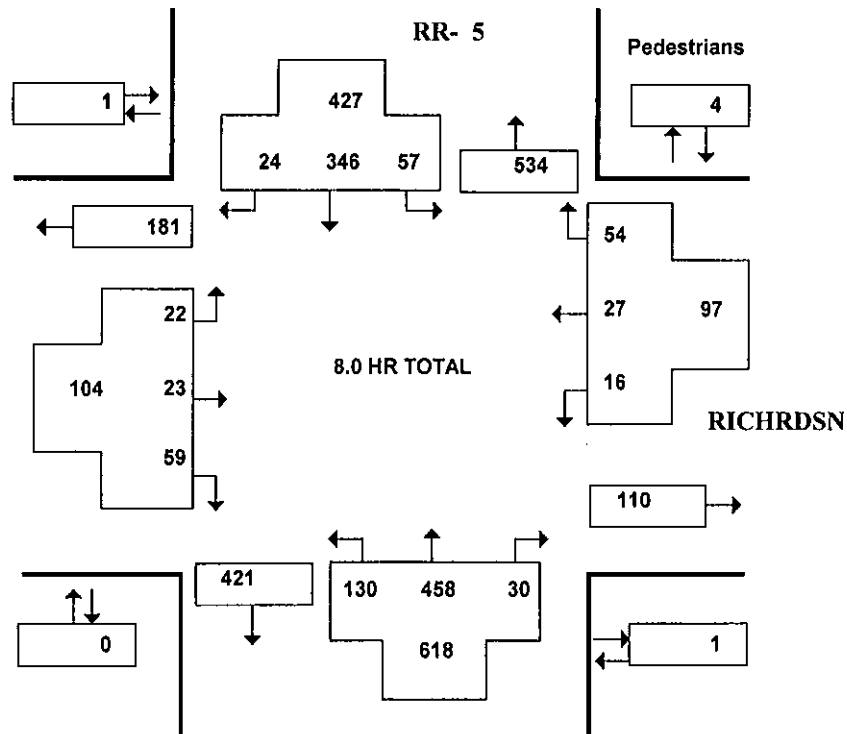 RR- 5
Pedestrians
1
427
4
24 346 57
534
181
54
22
27 97
8.0 HR TOTAL
104 23
16
RICHRDSN
59
110
421
130 458 30
0
618
1